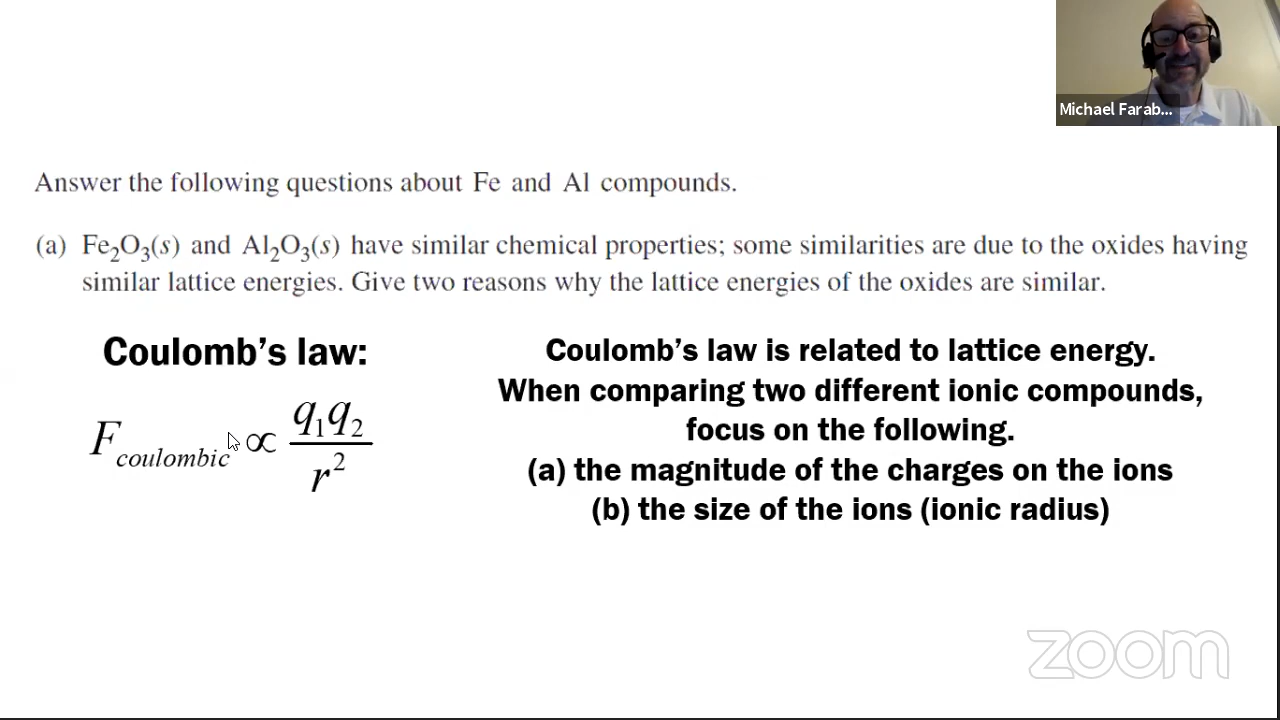 Michael Farab...
Answer the following questions about Fe and Al compounds.
(a) Fe₂O₃(s) and Al₂O₃(s) have similar chemical properties; some similarities are due to the oxides having
similar lattice energies. Give two reasons why the lattice energies of the oxides are similar.
Coulomb's law:
F_coulombic ∝ q₁q₂ / r²
Coulomb's law is related to lattice energy.
When comparing two different ionic compounds,
focus on the following.
(a) the magnitude of the charges on the ions
(b) the size of the ions (ionic radius)
zoom